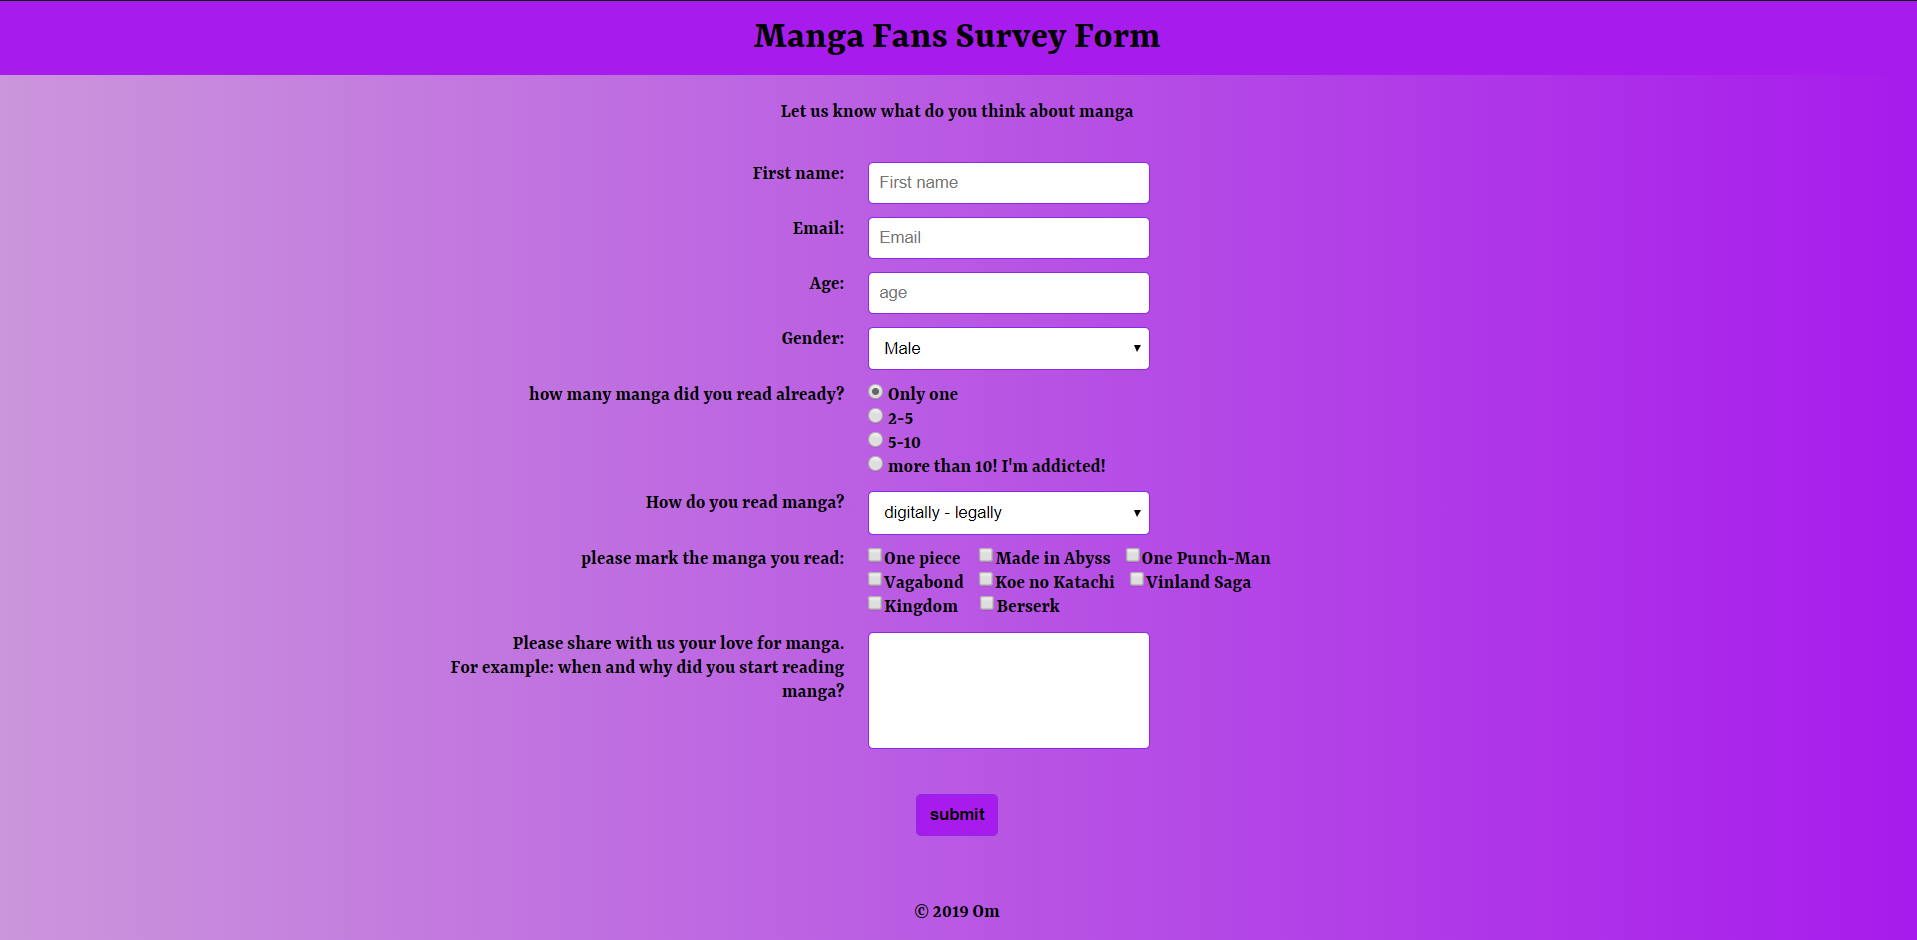 Manga Fans Survey Form
Let us know what do you think about manga
First name: First name
Email: Email
Age: age
Gender: Male
how many manga did you read already? Only one
2-5
5-10
more than 10! I'm addicted!
How do you read manga? digitally - legally
please mark the manga you read: One piece Made in Abyss One Punch-Man
Vagabond Koe no Katachi Vinland Saga
Kingdom Berserk
Please share with us your love for manga.
For example: when and why did you start reading
manga?
submit
© 2019 Om